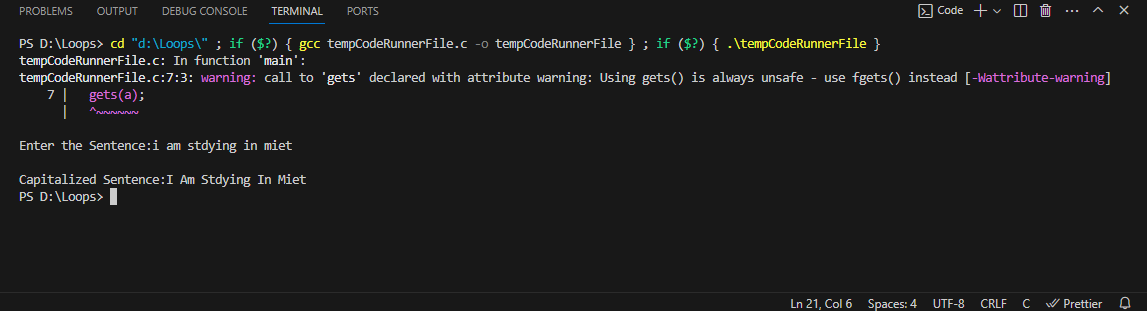 PROBLEMS OUTPUT DEBUG CONSOLE TERMINAL PORTS Code
PS D:\Loops> cd "d:\Loops\" ; if ($?) { gcc tempCodeRunnerFile.c -o tempCodeRunnerFile } ; if ($?) { .\tempCodeRunnerFile }
tempCodeRunnerFile.c: In function 'main':
tempCodeRunnerFile.c:7:3: warning: call to 'gets' declared with attribute warning: Using gets() is always unsafe - use fgets() instead [-Wattribute-warning]
    7 |   gets(a);
      |   ^~~~~~~
Enter the Sentence:i am stdying in miet
Capitalized Sentence:I Am Stdying In Miet
PS D:\Loops>
Ln 21, Col 6 Spaces: 4 UTF-8 CRLF C Prettier